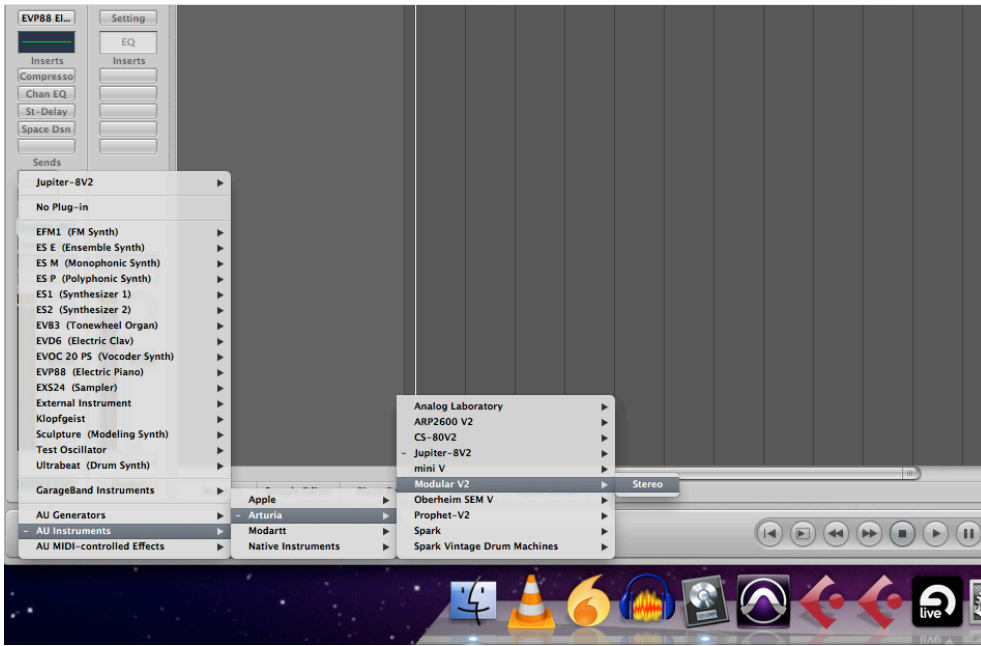 EVP88 El...
Setting
EQ
Inserts
Inserts
Compresso
Chan EQ
St-Delay
Space Dsn
Sends
Jupiter-8V2
No Plug-in
EFM1 (FM Synth)
ES E (Ensemble Synth)
ES M (Monophonic Synth)
ES P (Polyphonic Synth)
ES1 (Synthesizer 1)
ES2 (Synthesizer 2)
EVB3 (Tonewheel Organ)
EVD6 (Electric Clav)
EVOC 20 PS (Vocoder Synth)
EVP88 (Electric Piano)
EXS24 (Sampler)
External Instrument
Klopfgeist
Sculpture (Modeling Synth)
Test Oscillator
Ultrabeat (Drum Synth)
GarageBand Instruments
AU Generators
- AU Instruments
AU MIDI-controlled Effects
Apple
- Arturia
Modartt
Native Instruments
Analog Laboratory
ARP2600 V2
CS-80V2
- Jupiter-8V2
mini V
Modular V2
Oberheim SEM V
Prophet-V2
Spark
Spark Vintage Drum Machines
Stereo
live